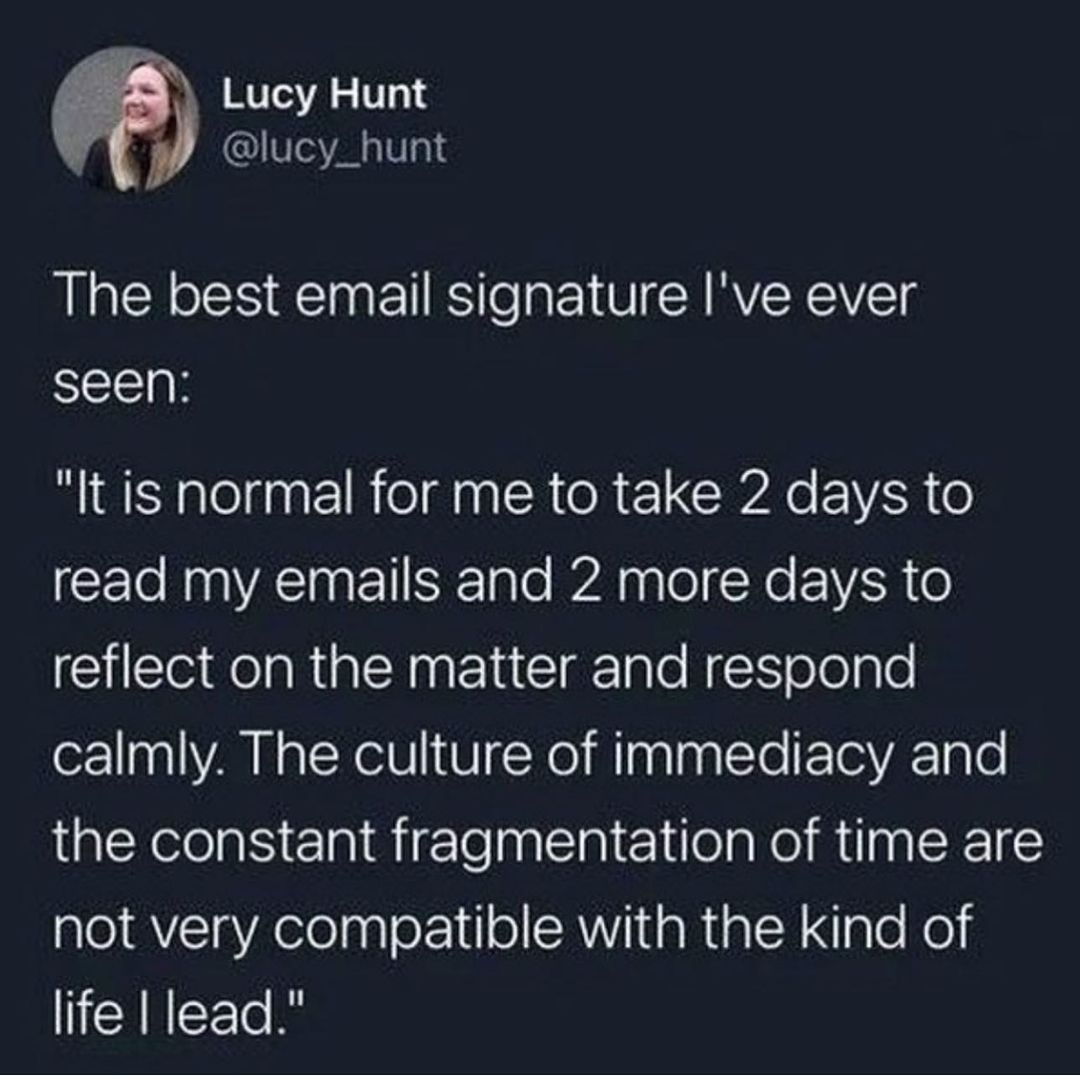 Lucy Hunt
@lucy_hunt
The best email signature I've ever
seen:
"It is normal for me to take 2 days to
read my emails and 2 more days to
reflect on the matter and respond
calmly. The culture of immediacy and
the constant fragmentation of time are
not very compatible with the kind of
life I lead."